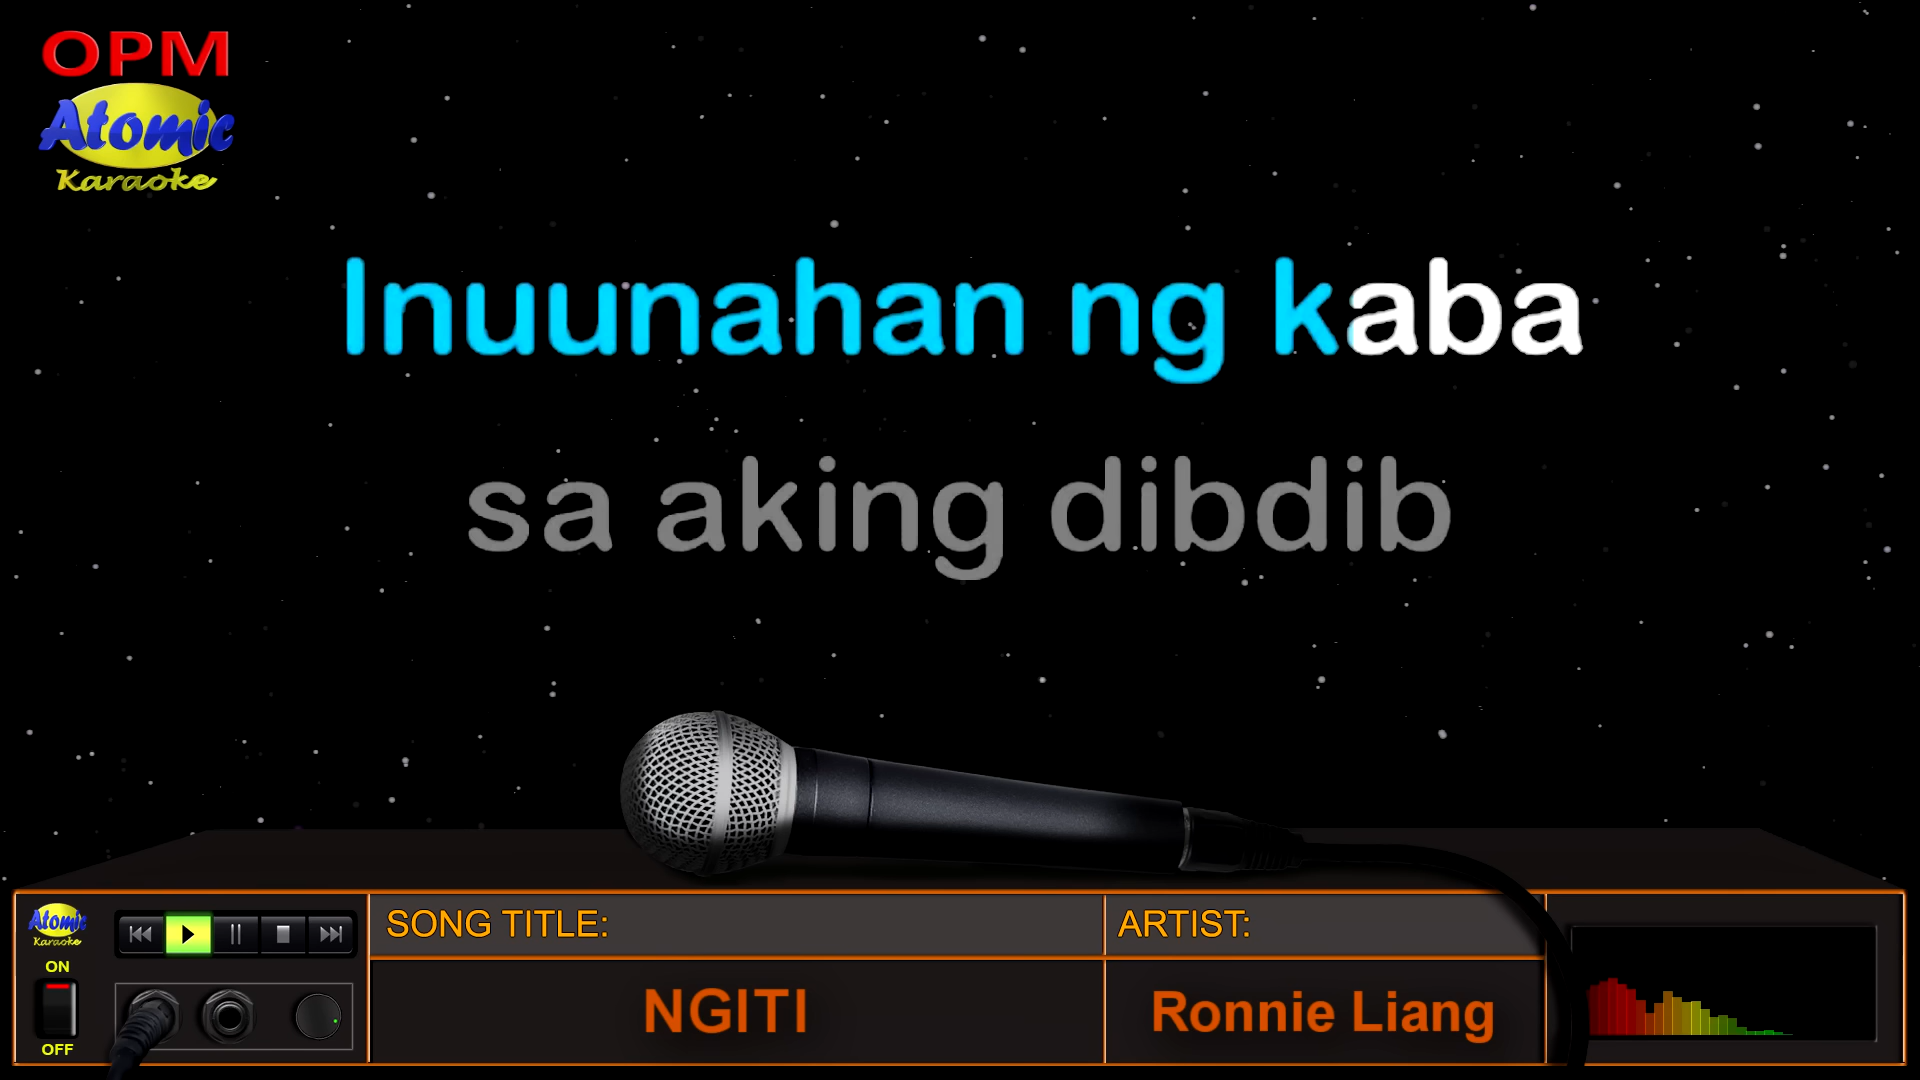 OPM
Atomic
Karaoke
Inuunahan ng kaba
sa aking dibdib
Atomic
Karaoke
ON
OFF
SONG TITLE:
NGITI
ARTIST:
Ronnie Liang